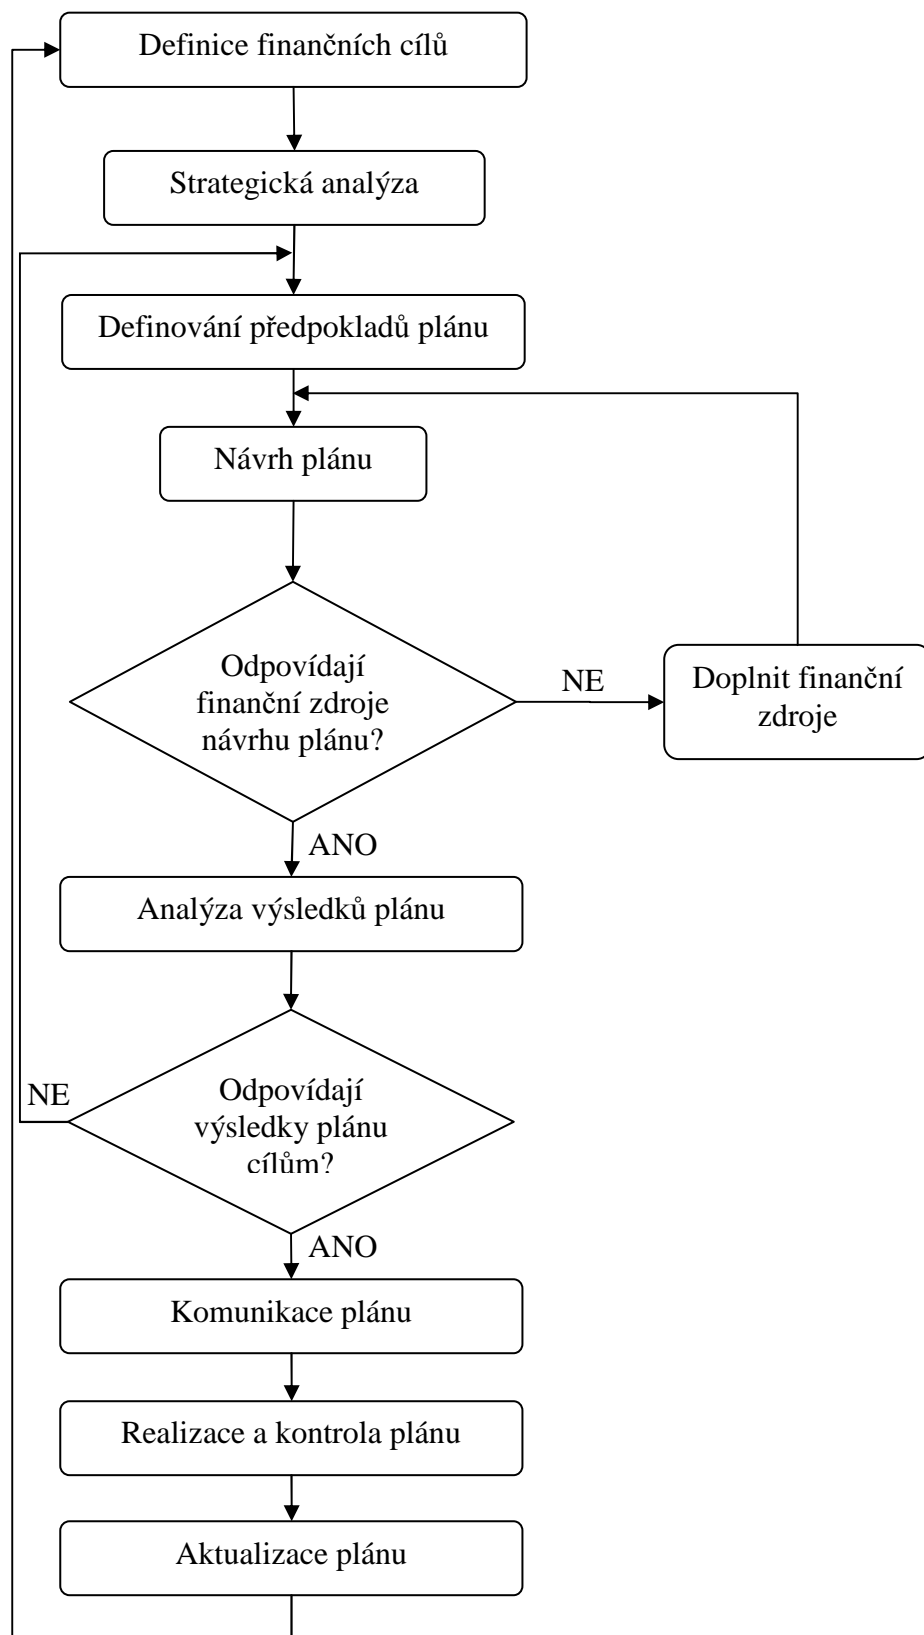 Definice finančních cílů
Strategická analýza
Definování předpokladů plánu
Návrh plánu
Odpovídají
finanční zdroje
návrhu plánu?
NE
Doplnit finanční
zdroje
ANO
Analýza výsledků plánu
NE
Odpovídají
výsledky plánu
cílům?
ANO
Komunikace plánu
Realizace a kontrola plánu
Aktualizace plánu